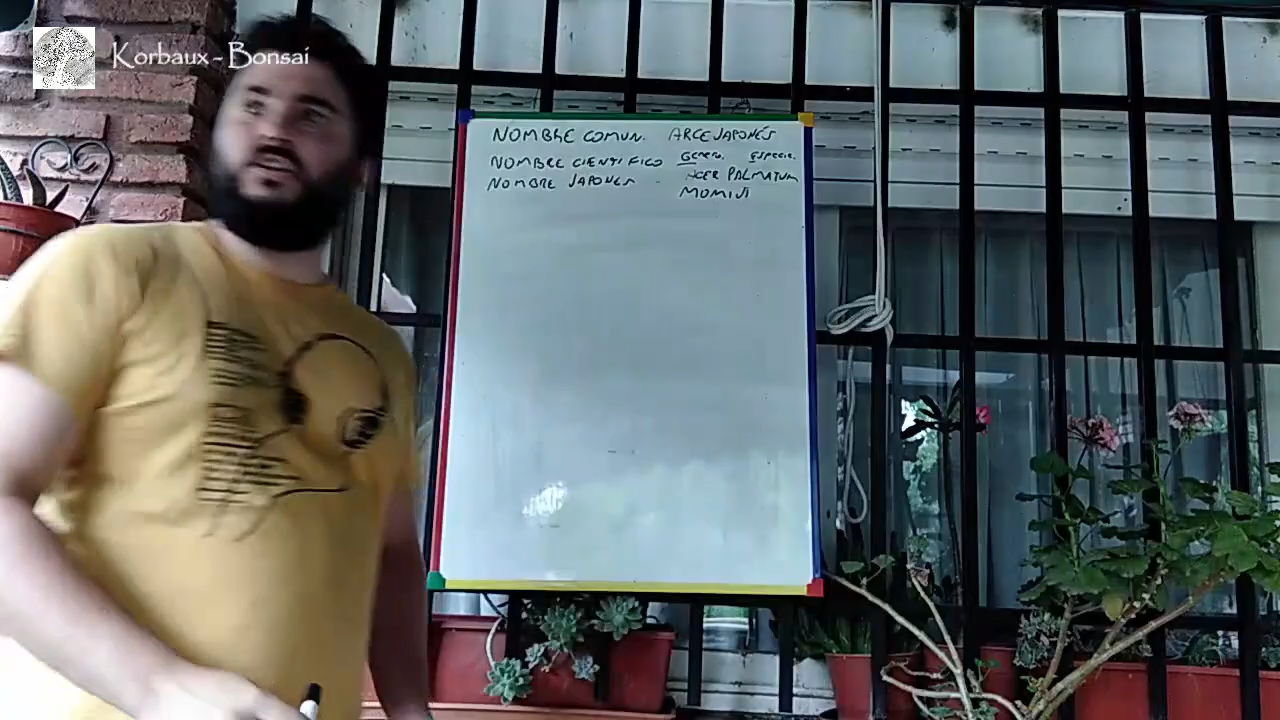 Korbaux - Bonsai
NOMBRE COMUN. ARCE JAPONÉS
NOMBRE CIENTIFICO GENERO. ESPECIE.
ACER PALMATUM
NOMBRE JAPONES -
MOMIJI